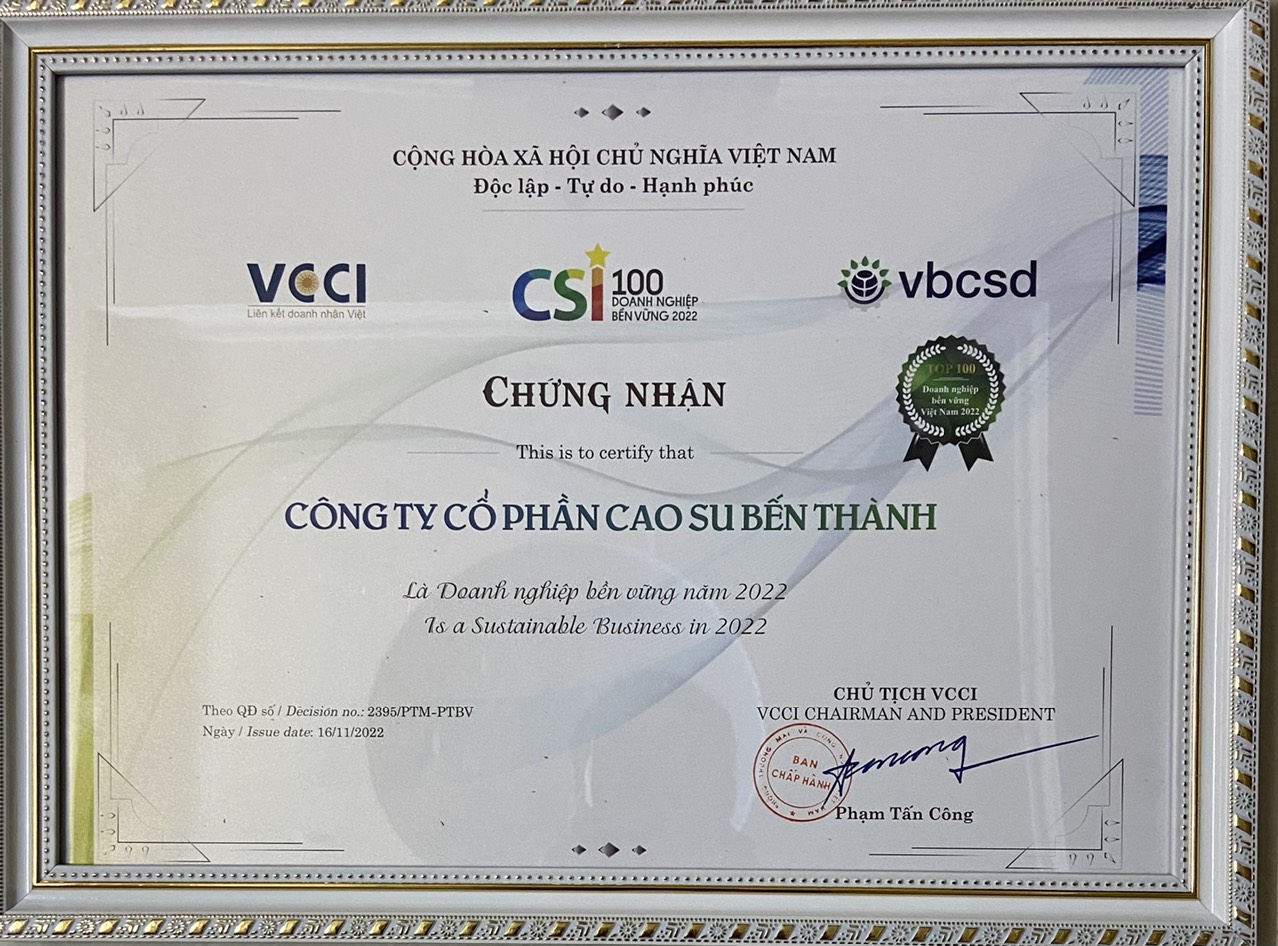 CỘNG HÒA XÃ HỘI CHỦ NGHĨA VIỆT NAM
Độc lập - Tự do - Hạnh phúc
VCCI
Liên kết doanh nhân Việt
CSi 100
DOANH NGHIỆP
BỀN VỮNG 2022
vbcsd
TOP 100
Doanh nghiệp
bền vững
Việt Nam 2022
CHỨNG NHẬN
This is to certify that
CÔNG TY CỔ PHẦN CAO SU BẾN THÀNH
Là Doanh nghiệp bền vững năm 2022
Is a Sustainable Business in 2022
Theo QĐ số / Decision no.: 2395/PTM-PTBV
Ngày / Issue date: 16/11/2022
CHỦ TỊCH VCCI
VCCI CHAIRMAN AND PRESIDENT
BAN
CHẤP HÀNH
Phạm Tấn Công